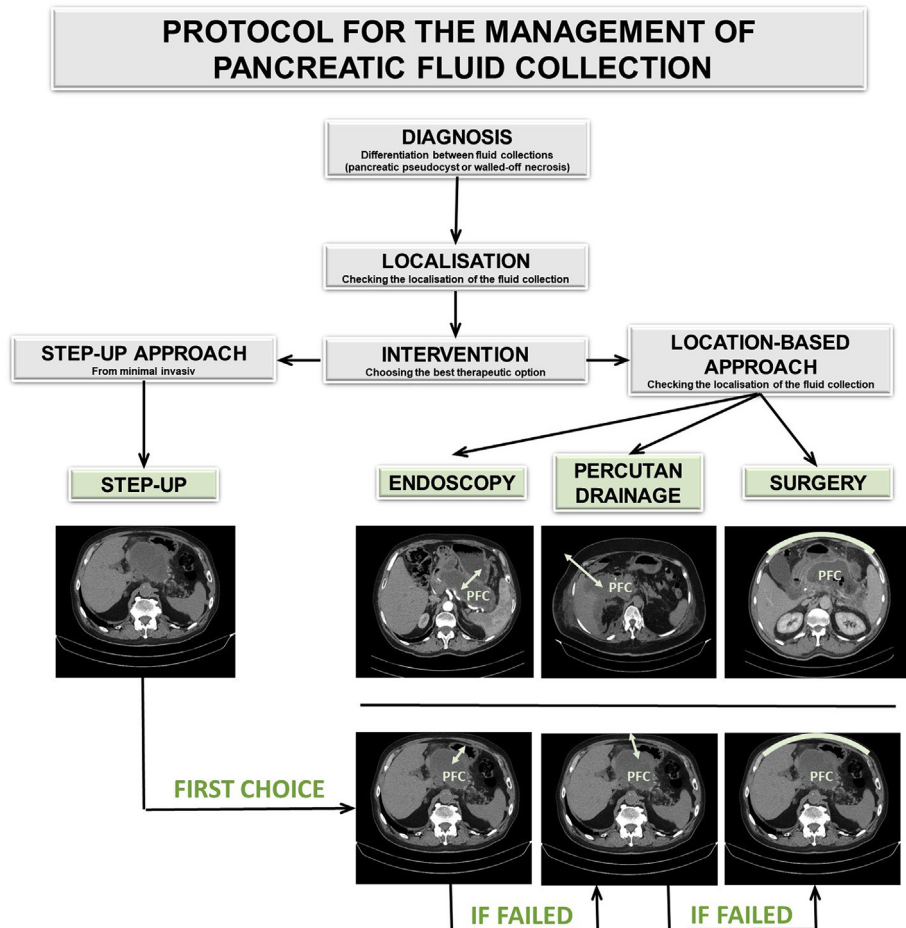 PROTOCOL FOR THE MANAGEMENT OF
PANCREATIC FLUID COLLECTION
DIAGNOSIS
Differentiation between fluid collections
(pancreatic pseudocyst or walled-off necrosis)
LOCALISATION
Checking the localisation of the fluid collection
STEP-UP APPROACH
From minimal invasiv
INTERVENTION
Choosing the best therapeutic option
LOCATION-BASED
APPROACH
Checking the localisation of the fluid collection
STEP-UP
ENDOSCOPY
PERCUTAN
DRAINAGE
SURGERY
PFC
PFC
PFC
FIRST CHOICE
PFC
PFC
PFC
IF FAILED
IF FAILED